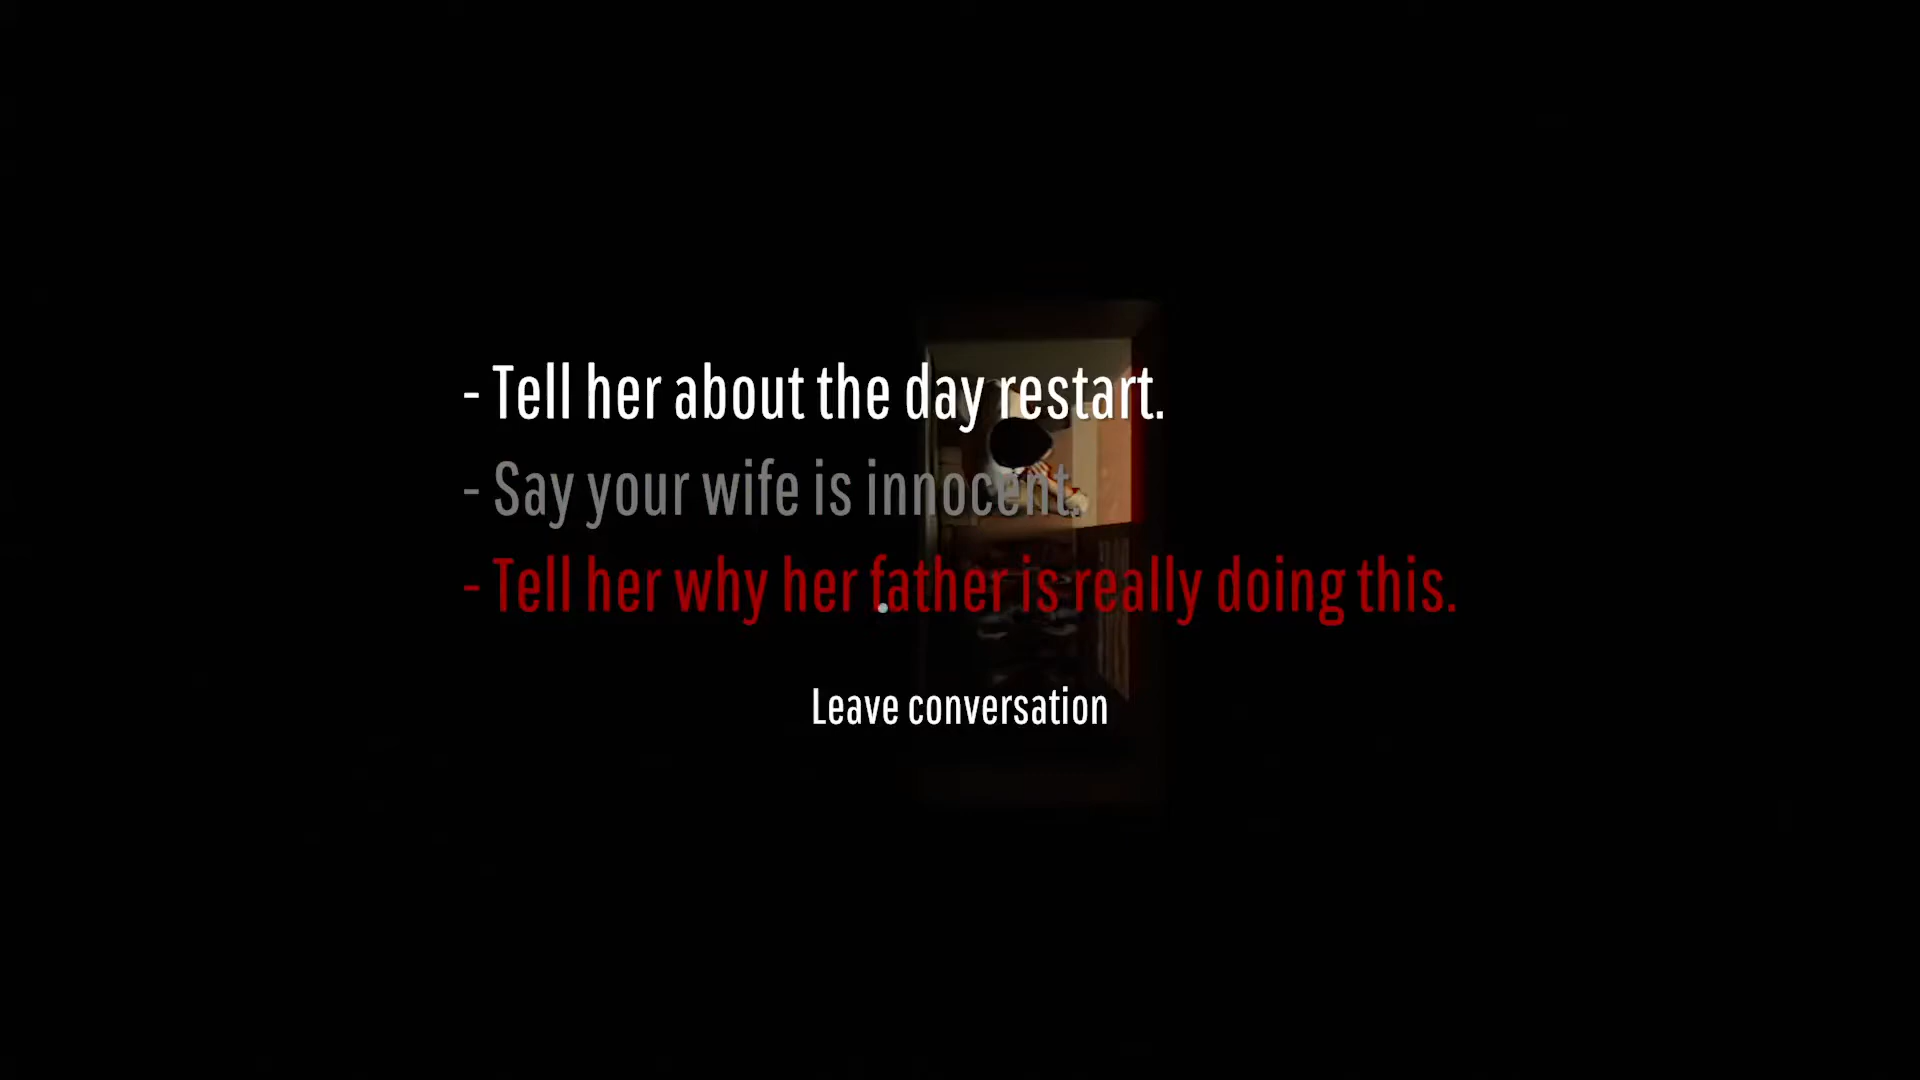 - Tell her about the day restart.
- Say your wife is innocent.
- Tell her why her father is really doing this.
Leave conversation